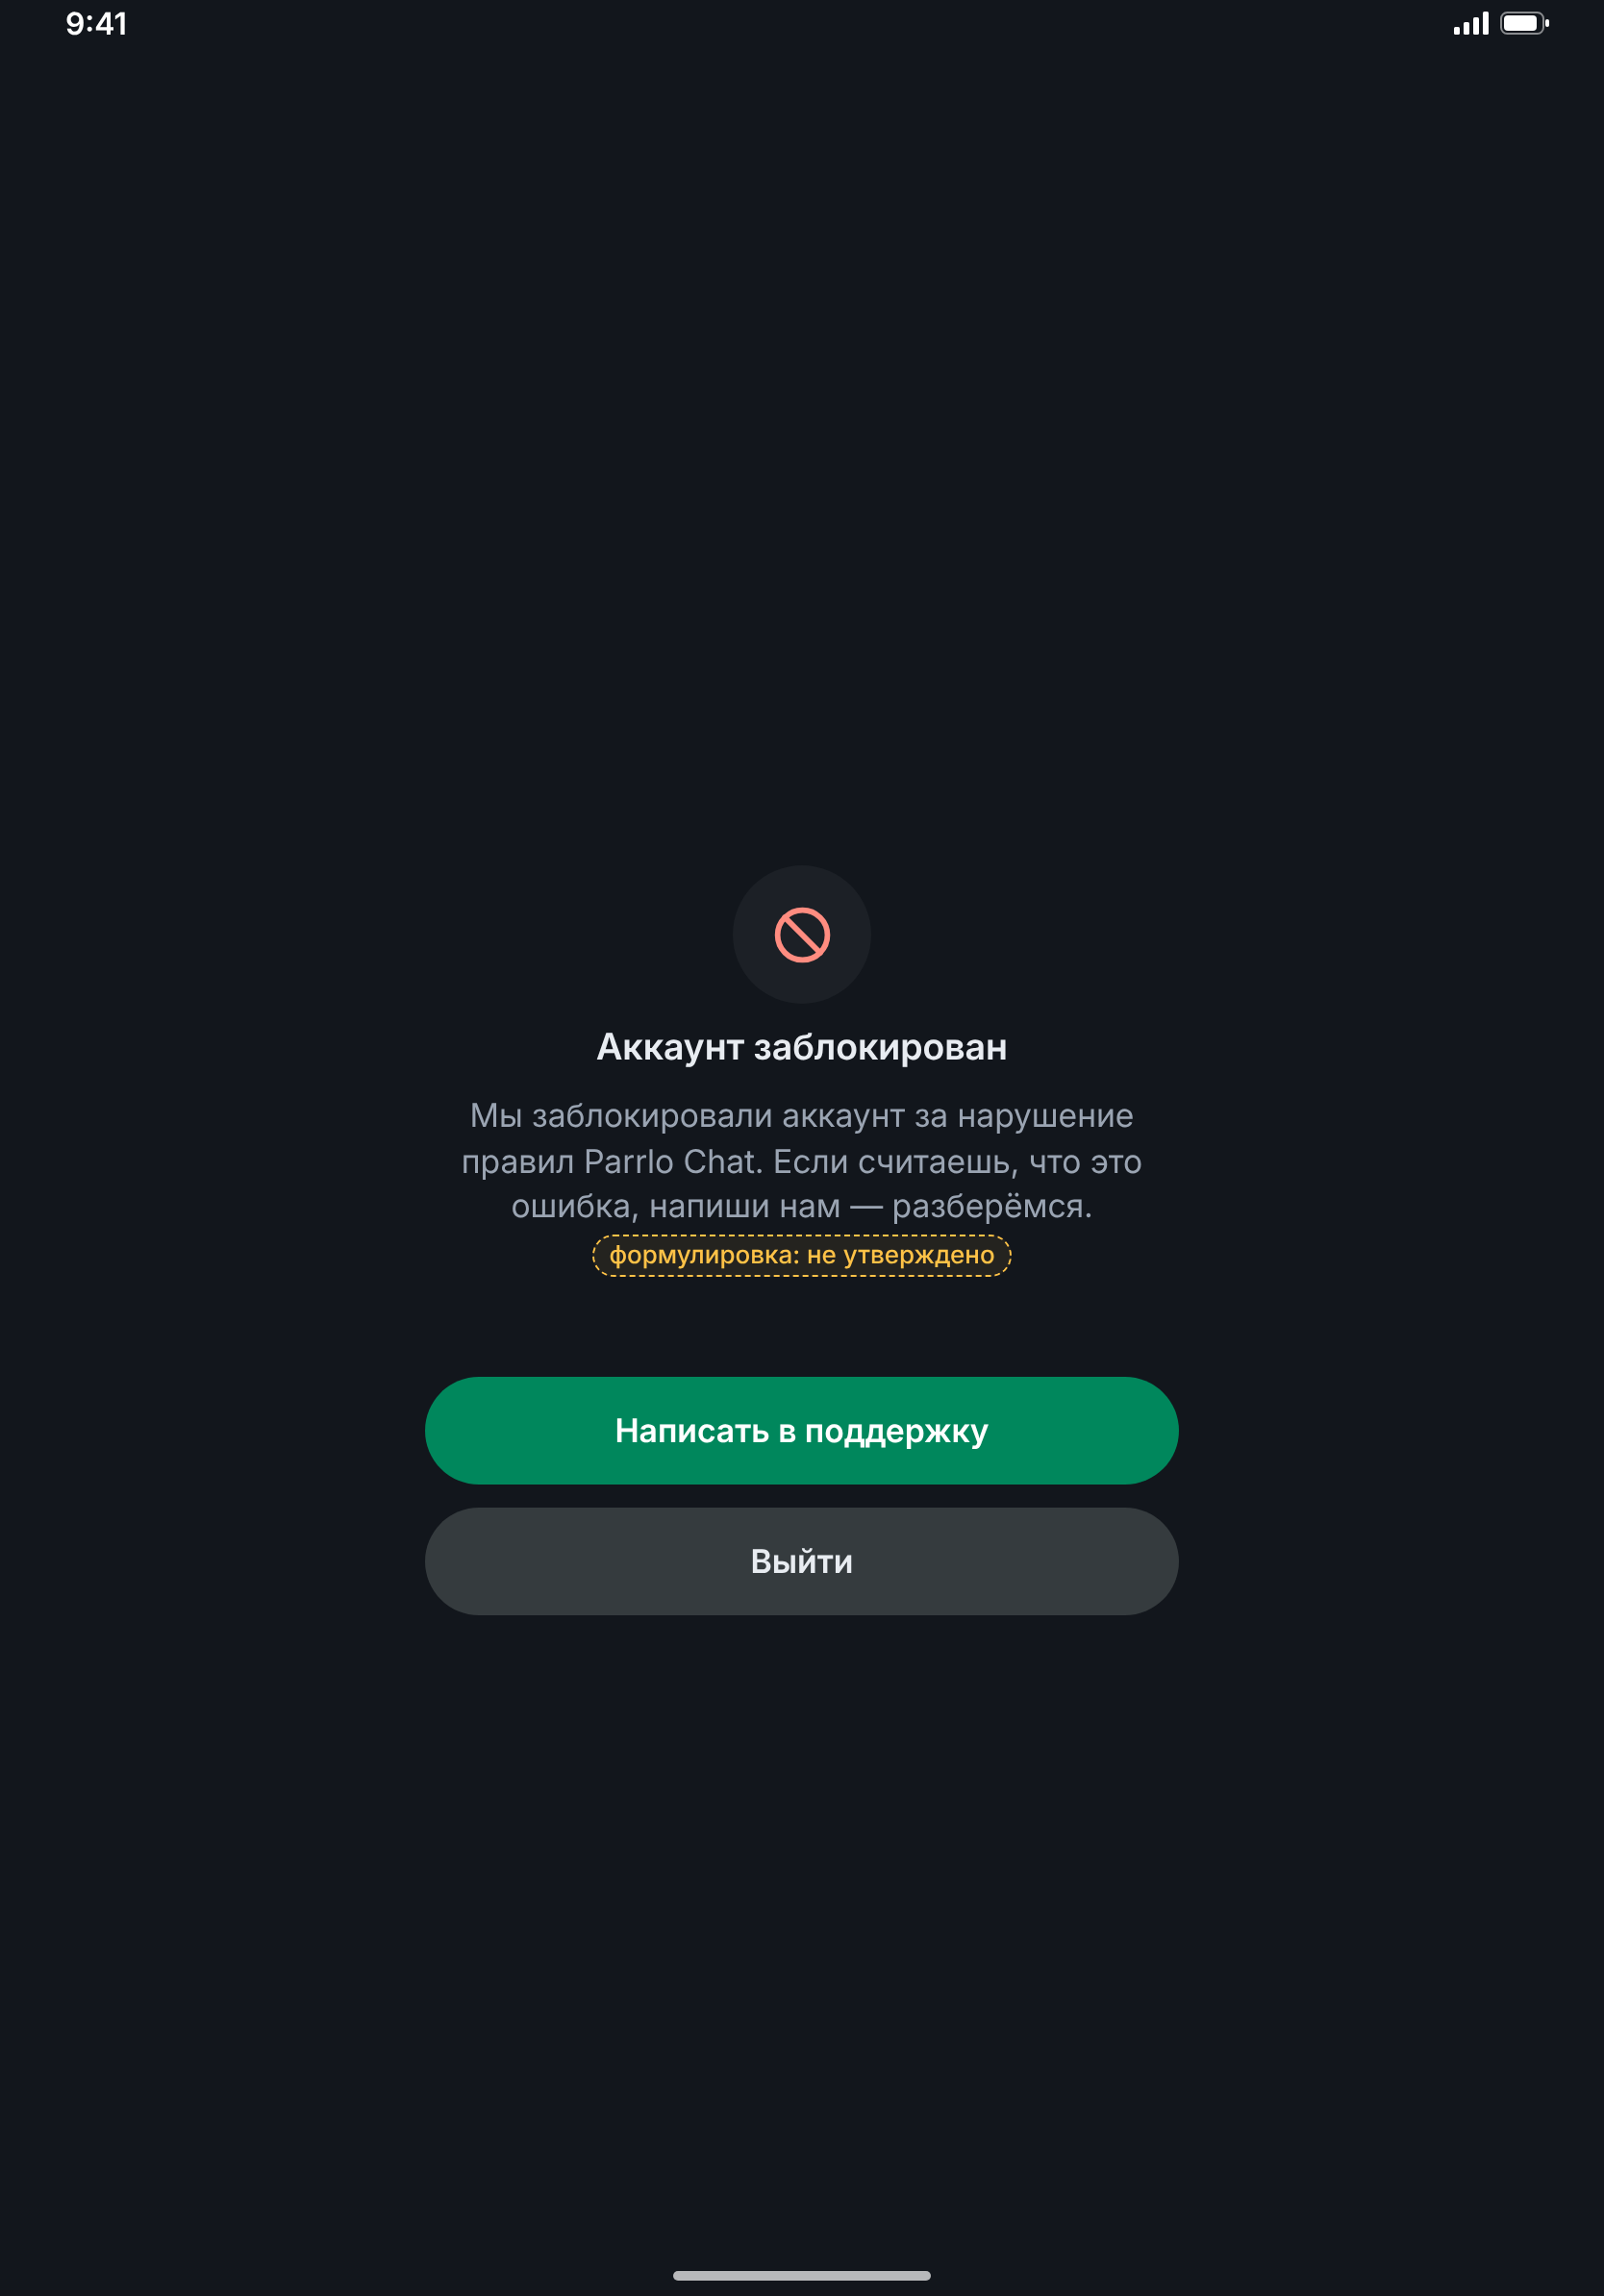 9:41
Аккаунт заблокирован
Мы заблокировали аккаунт за нарушение
правил Parrlo Chat. Если считаешь, что это
ошибка, напиши нам — разберёмся.
формулировка: не утверждено
Написать в поддержку
Выйти